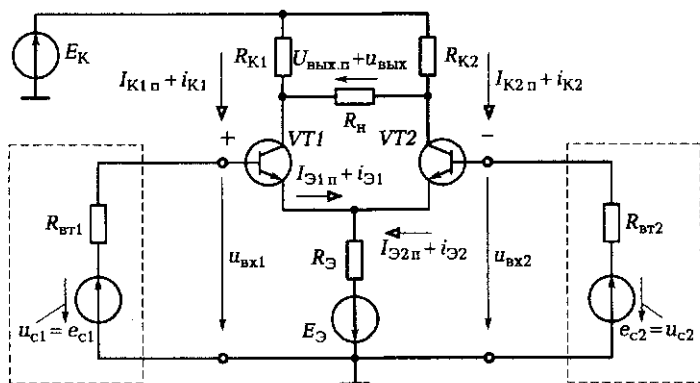 E_К
R_К1
U_вых.п + u_вых
R_К2
I_К1 п + i_К1
I_К2 п + i_К2
R_н
+
VT1
VT2
−
I_Э1 п + i_Э1
R_вт1
R_вт2
u_вх1
R_Э
I_Э2 п + i_Э2
u_вх2
u_с1 = e_с1
E_Э
e_с2 = u_с2